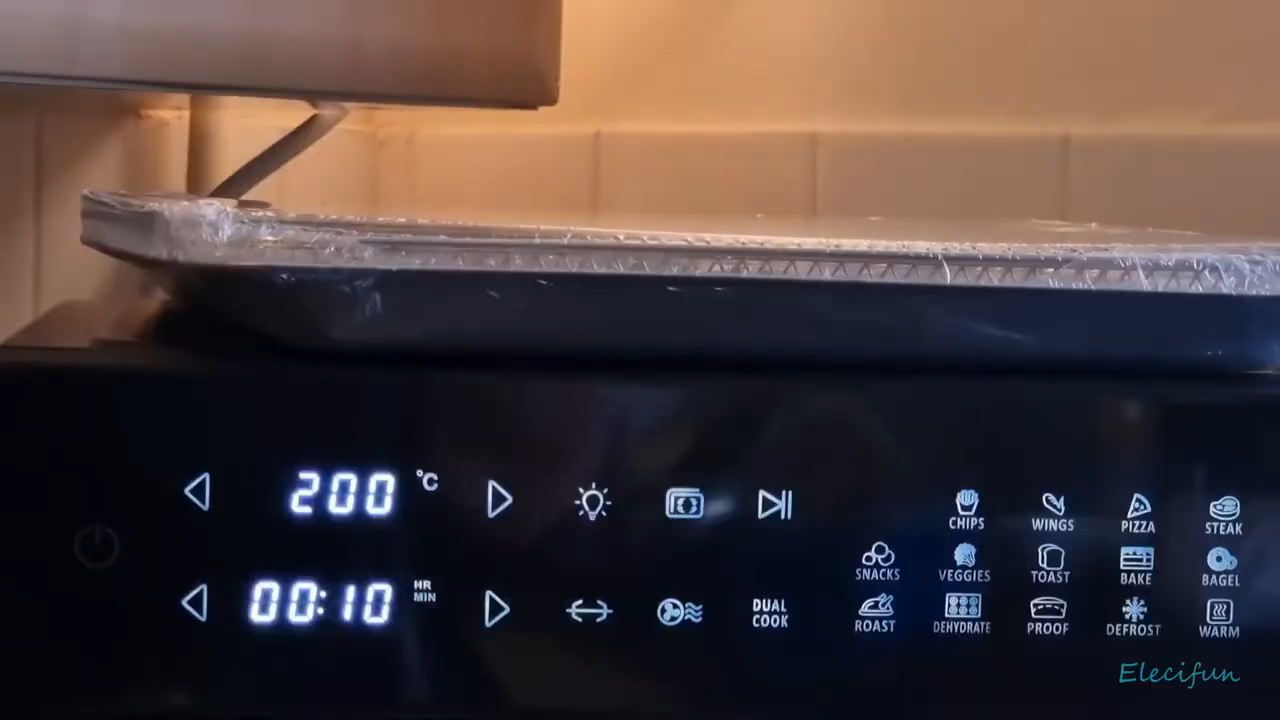 200 °C
CHIPS WINGS PIZZA STEAK
SNACKS VEGGIES TOAST BAKE BAGEL
00:10 HR
MIN
DUAL
COOK
ROAST DEHYDRATE PROOF DEFROST WARM
Elecifun